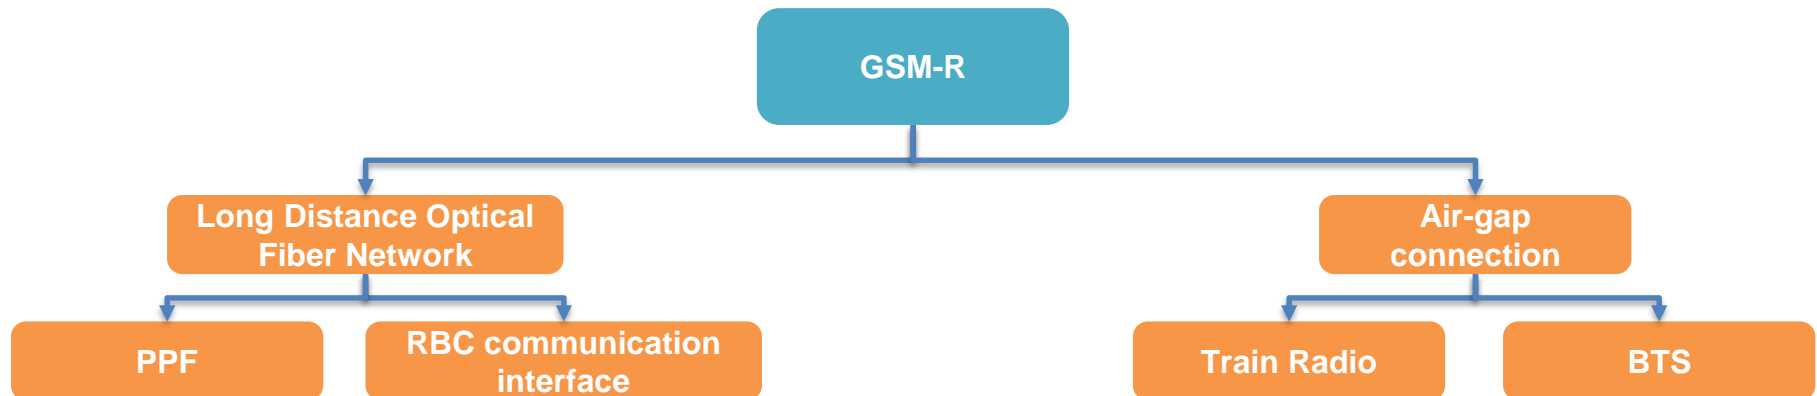 GSM-R
Long Distance Optical
Fiber Network
Air-gap
connection
PPF
RBC communication
interface
Train Radio
BTS